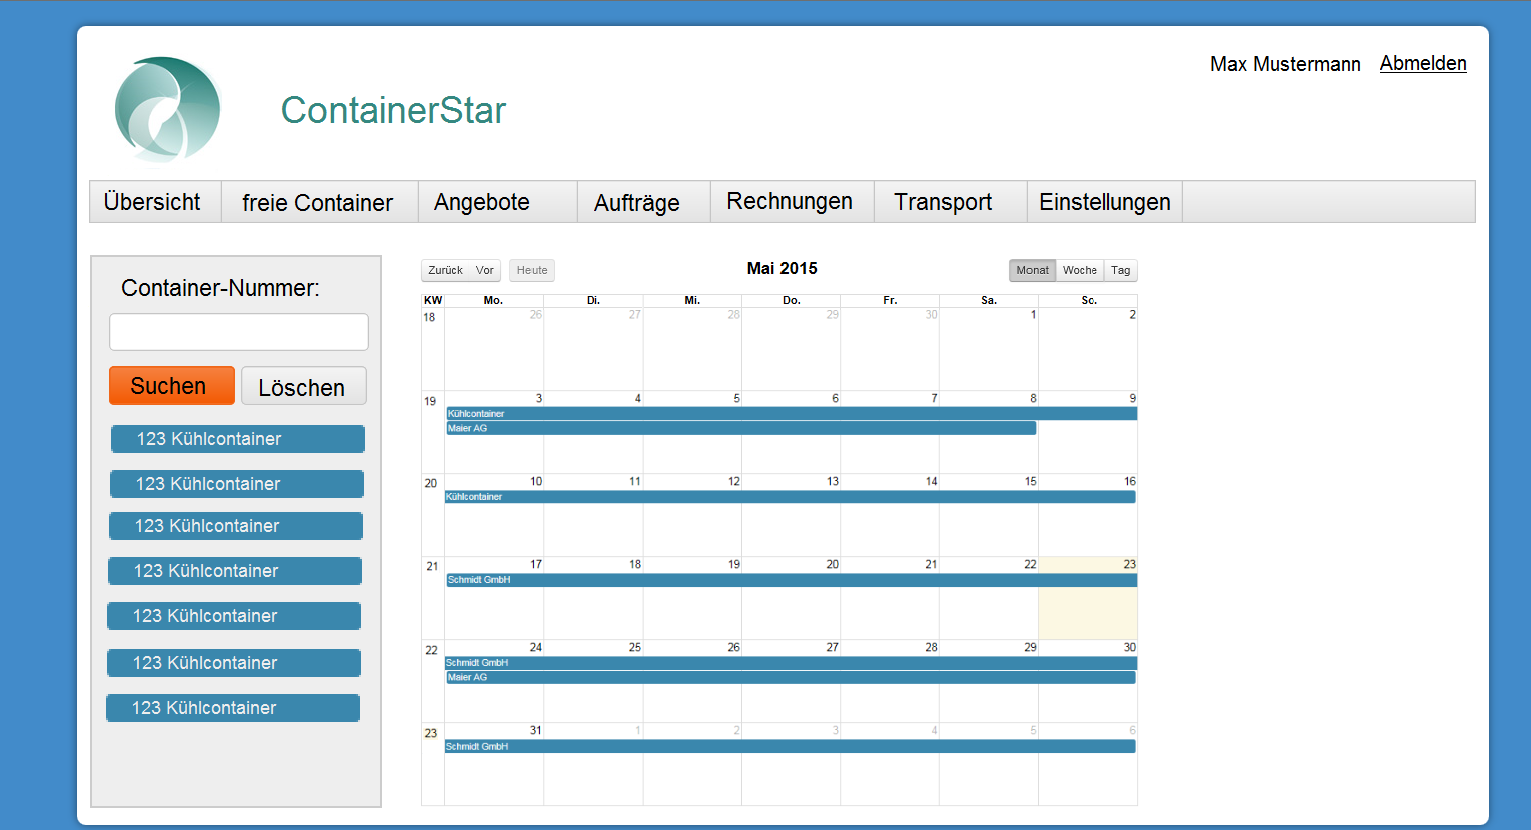 Max Mustermann Abmelden
ContainerStar
Übersicht freie Container Angebote Aufträge Rechnungen Transport Einstellungen
Container-Nummer:
Suchen Löschen
123 Kühlcontainer
123 Kühlcontainer
123 Kühlcontainer
123 Kühlcontainer
123 Kühlcontainer
123 Kühlcontainer
123 Kühlcontainer
Zurück Vor Heute Mai 2015 Monat Woche Tag
KW Mo. Di. Mi. Do. Fr. Sa. So.
18 26 27 28 29 30 1 2
19 3 4 5 6 7 8 9
Kühlcontainer
Maier AG
20 10 11 12 13 14 15 16
Kühlcontainer
21 17 18 19 20 21 22 23
Schmidt GmbH
22 24 25 26 27 28 29 30
Schmidt GmbH
Maier AG
23 31 1 2 3 4 5 6
Schmidt GmbH